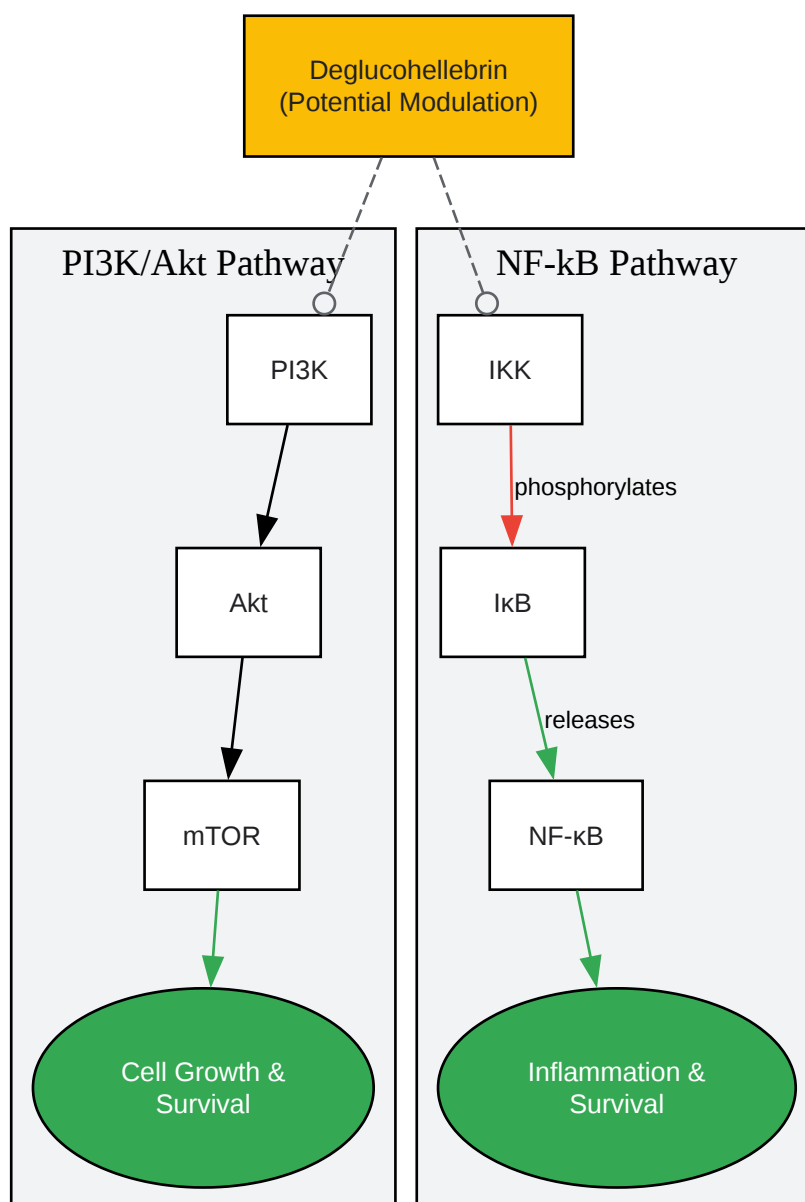 Deglucohellebrin
(Potential Modulation)
PI3K/Akt Pathway
PI3K
Akt
mTOR
Cell Growth &
Survival
NF-kB Pathway
IKK
phosphorylates
IκB
releases
NF-κB
Inflammation &
Survival